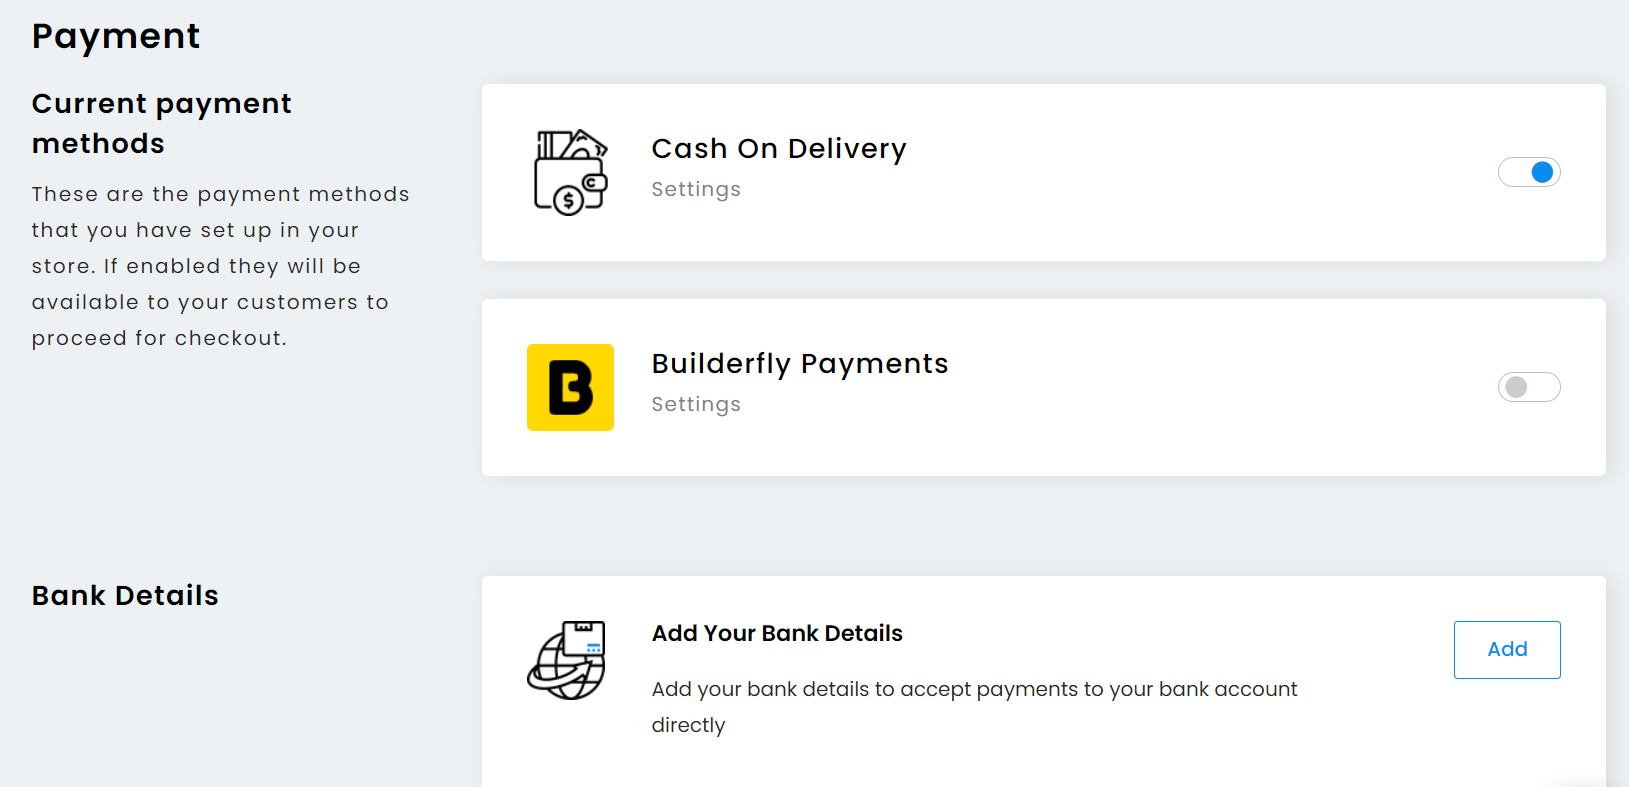 Payment
Current payment
methods
These are the payment methods
that you have set up in your
store. If enabled they will be
available to your customers to
proceed for checkout.
Cash On Delivery
Settings
B
Builderfly Payments
Settings
Bank Details
Add Your Bank Details
Add your bank details to accept payments to your bank account
directly
Add